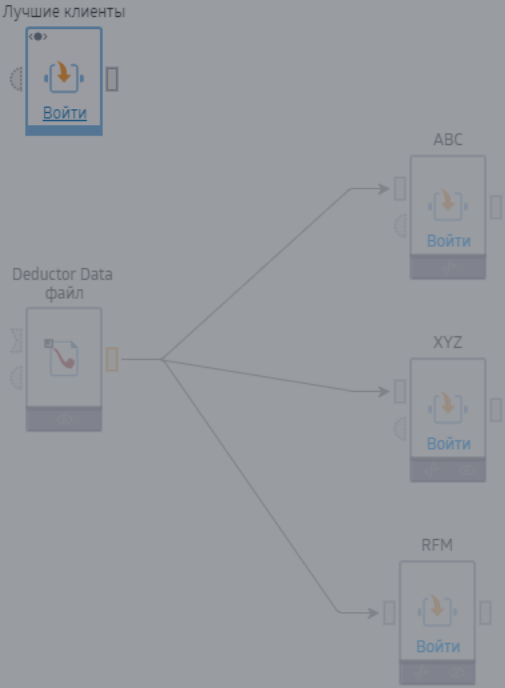 Лучшие клиенты
Войти
ABC
Войти
Deductor Data
файл
XYZ
Войти
RFM
Войти